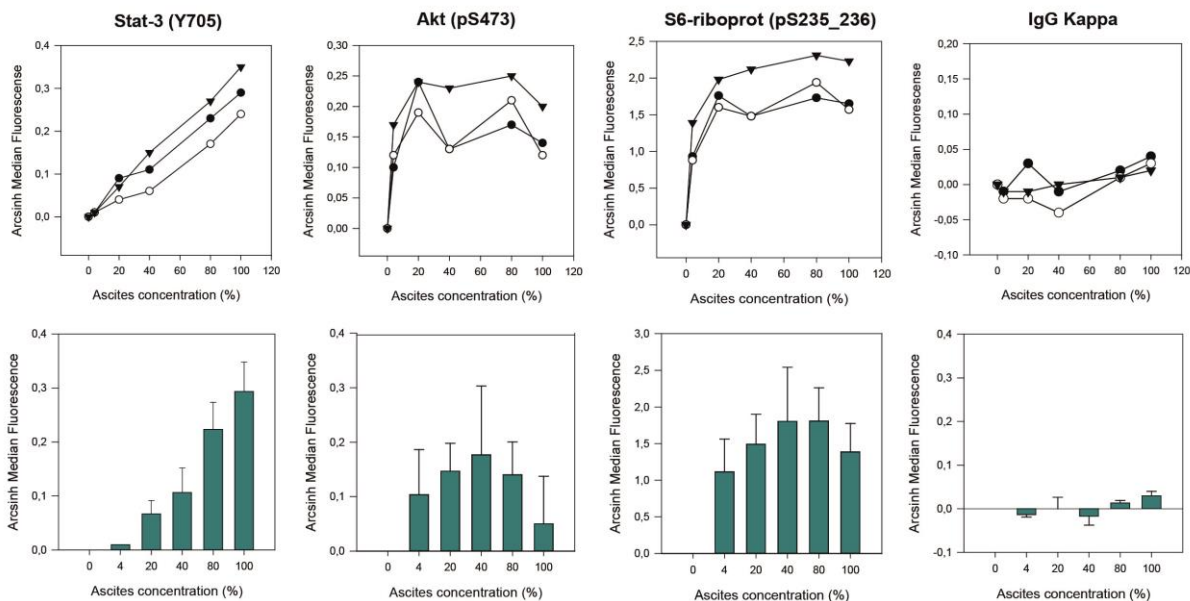 Stat-3 (Y705)
Arcsinh Median Fluorescense
0,4
0,3
0,2
0,1
0,0
0 20 40 60 80 100 120
Ascites concentration (%)
Akt (pS473)
Arcsinh Median Fluorescense
0,30
0,25
0,20
0,15
0,10
0,05
0,00
0 20 40 60 80 100 120
Ascites concentration (%)
S6-riboprot (pS235_236)
Arcsinh Median Fluorescense
2,5
2,0
1,5
1,0
0,5
0,0
0 20 40 60 80 100 120
Ascites concentration (%)
IgG Kappa
Arcsinh Median Fluorescense
0,20
0,15
0,10
0,05
0,00
-0,05
-0,10
0 20 40 60 80 100 120
Ascites concentration (%)
Arcsinh Median Fluorescence
0,4
0,3
0,2
0,1
0,0
0 4 20 40 80 100
Ascites concentration (%)
Arcsinh Median Fluorescence
0,4
0,3
0,2
0,1
0,0
0 4 20 40 80 100
Ascites concentration (%)
Arcsinh Median Fluorescence
3,0
2,5
2,0
1,5
1,0
0,5
0,0
0 4 20 40 80 100
Ascites concentration (%)
Arcsinh Median Fluorescence
0,4
0,3
0,2
0,1
0,0
-0,1
0 4 20 40 80 100
Ascites concentration (%)